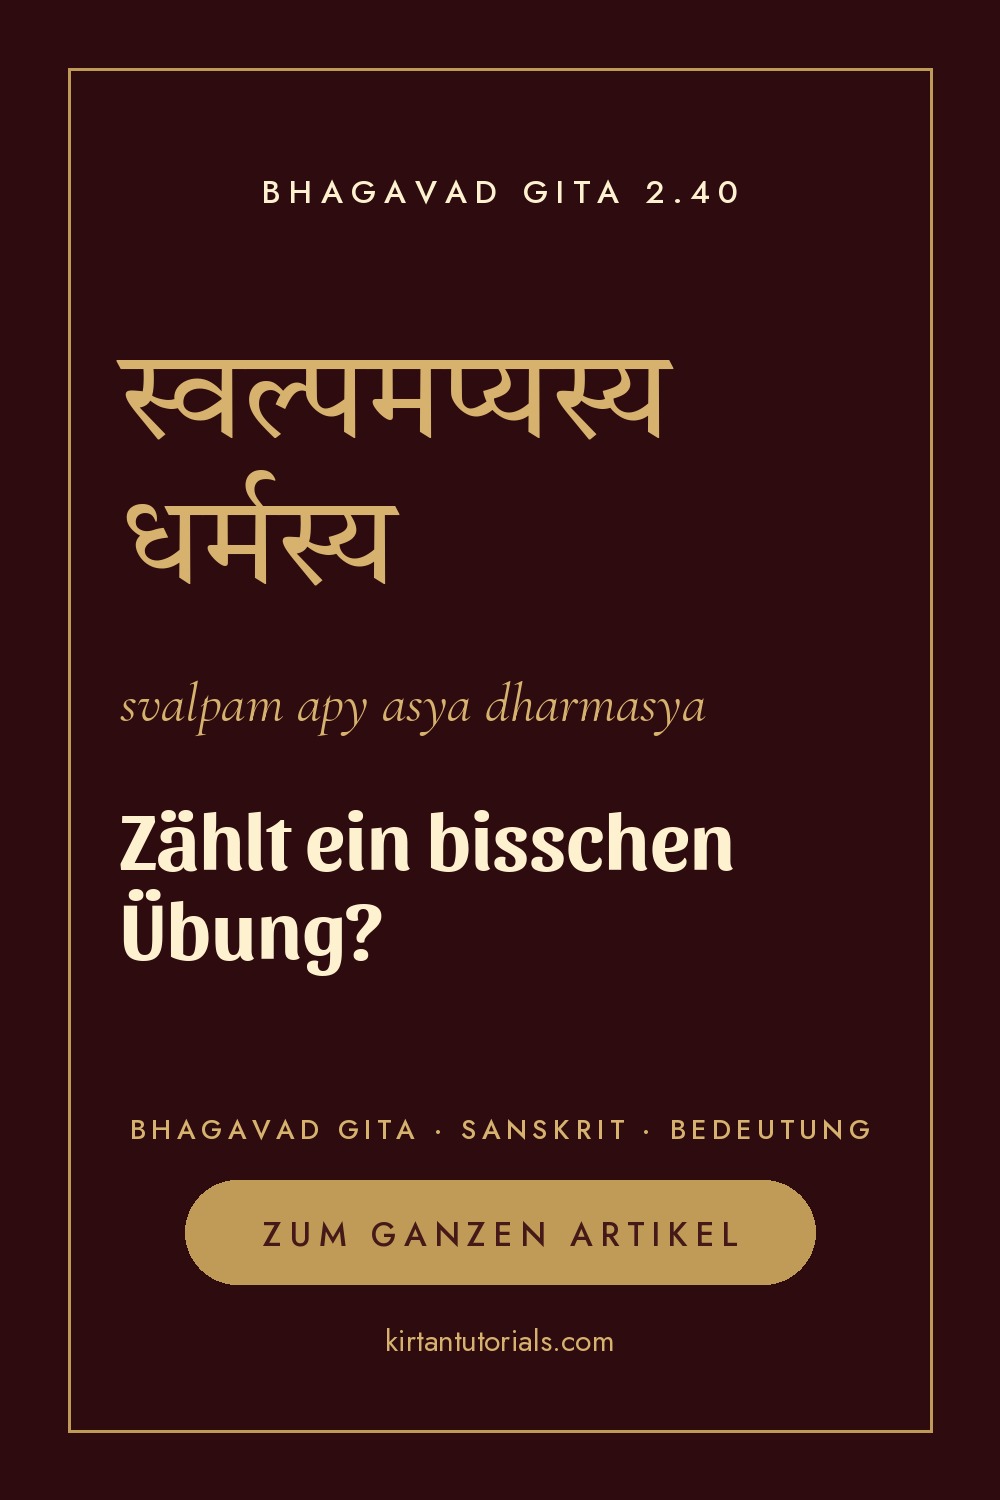 BHAGAVAD GITA 2.40
स्वल्पमप्यस्य
धर्मस्य
svalpam apy asya dharmasya
Zählt ein bisschen
Übung?
BHAGAVAD GITA · SANSKRIT · BEDEUTUNG
ZUM GANZEN ARTIKEL
kirtantutorials.com